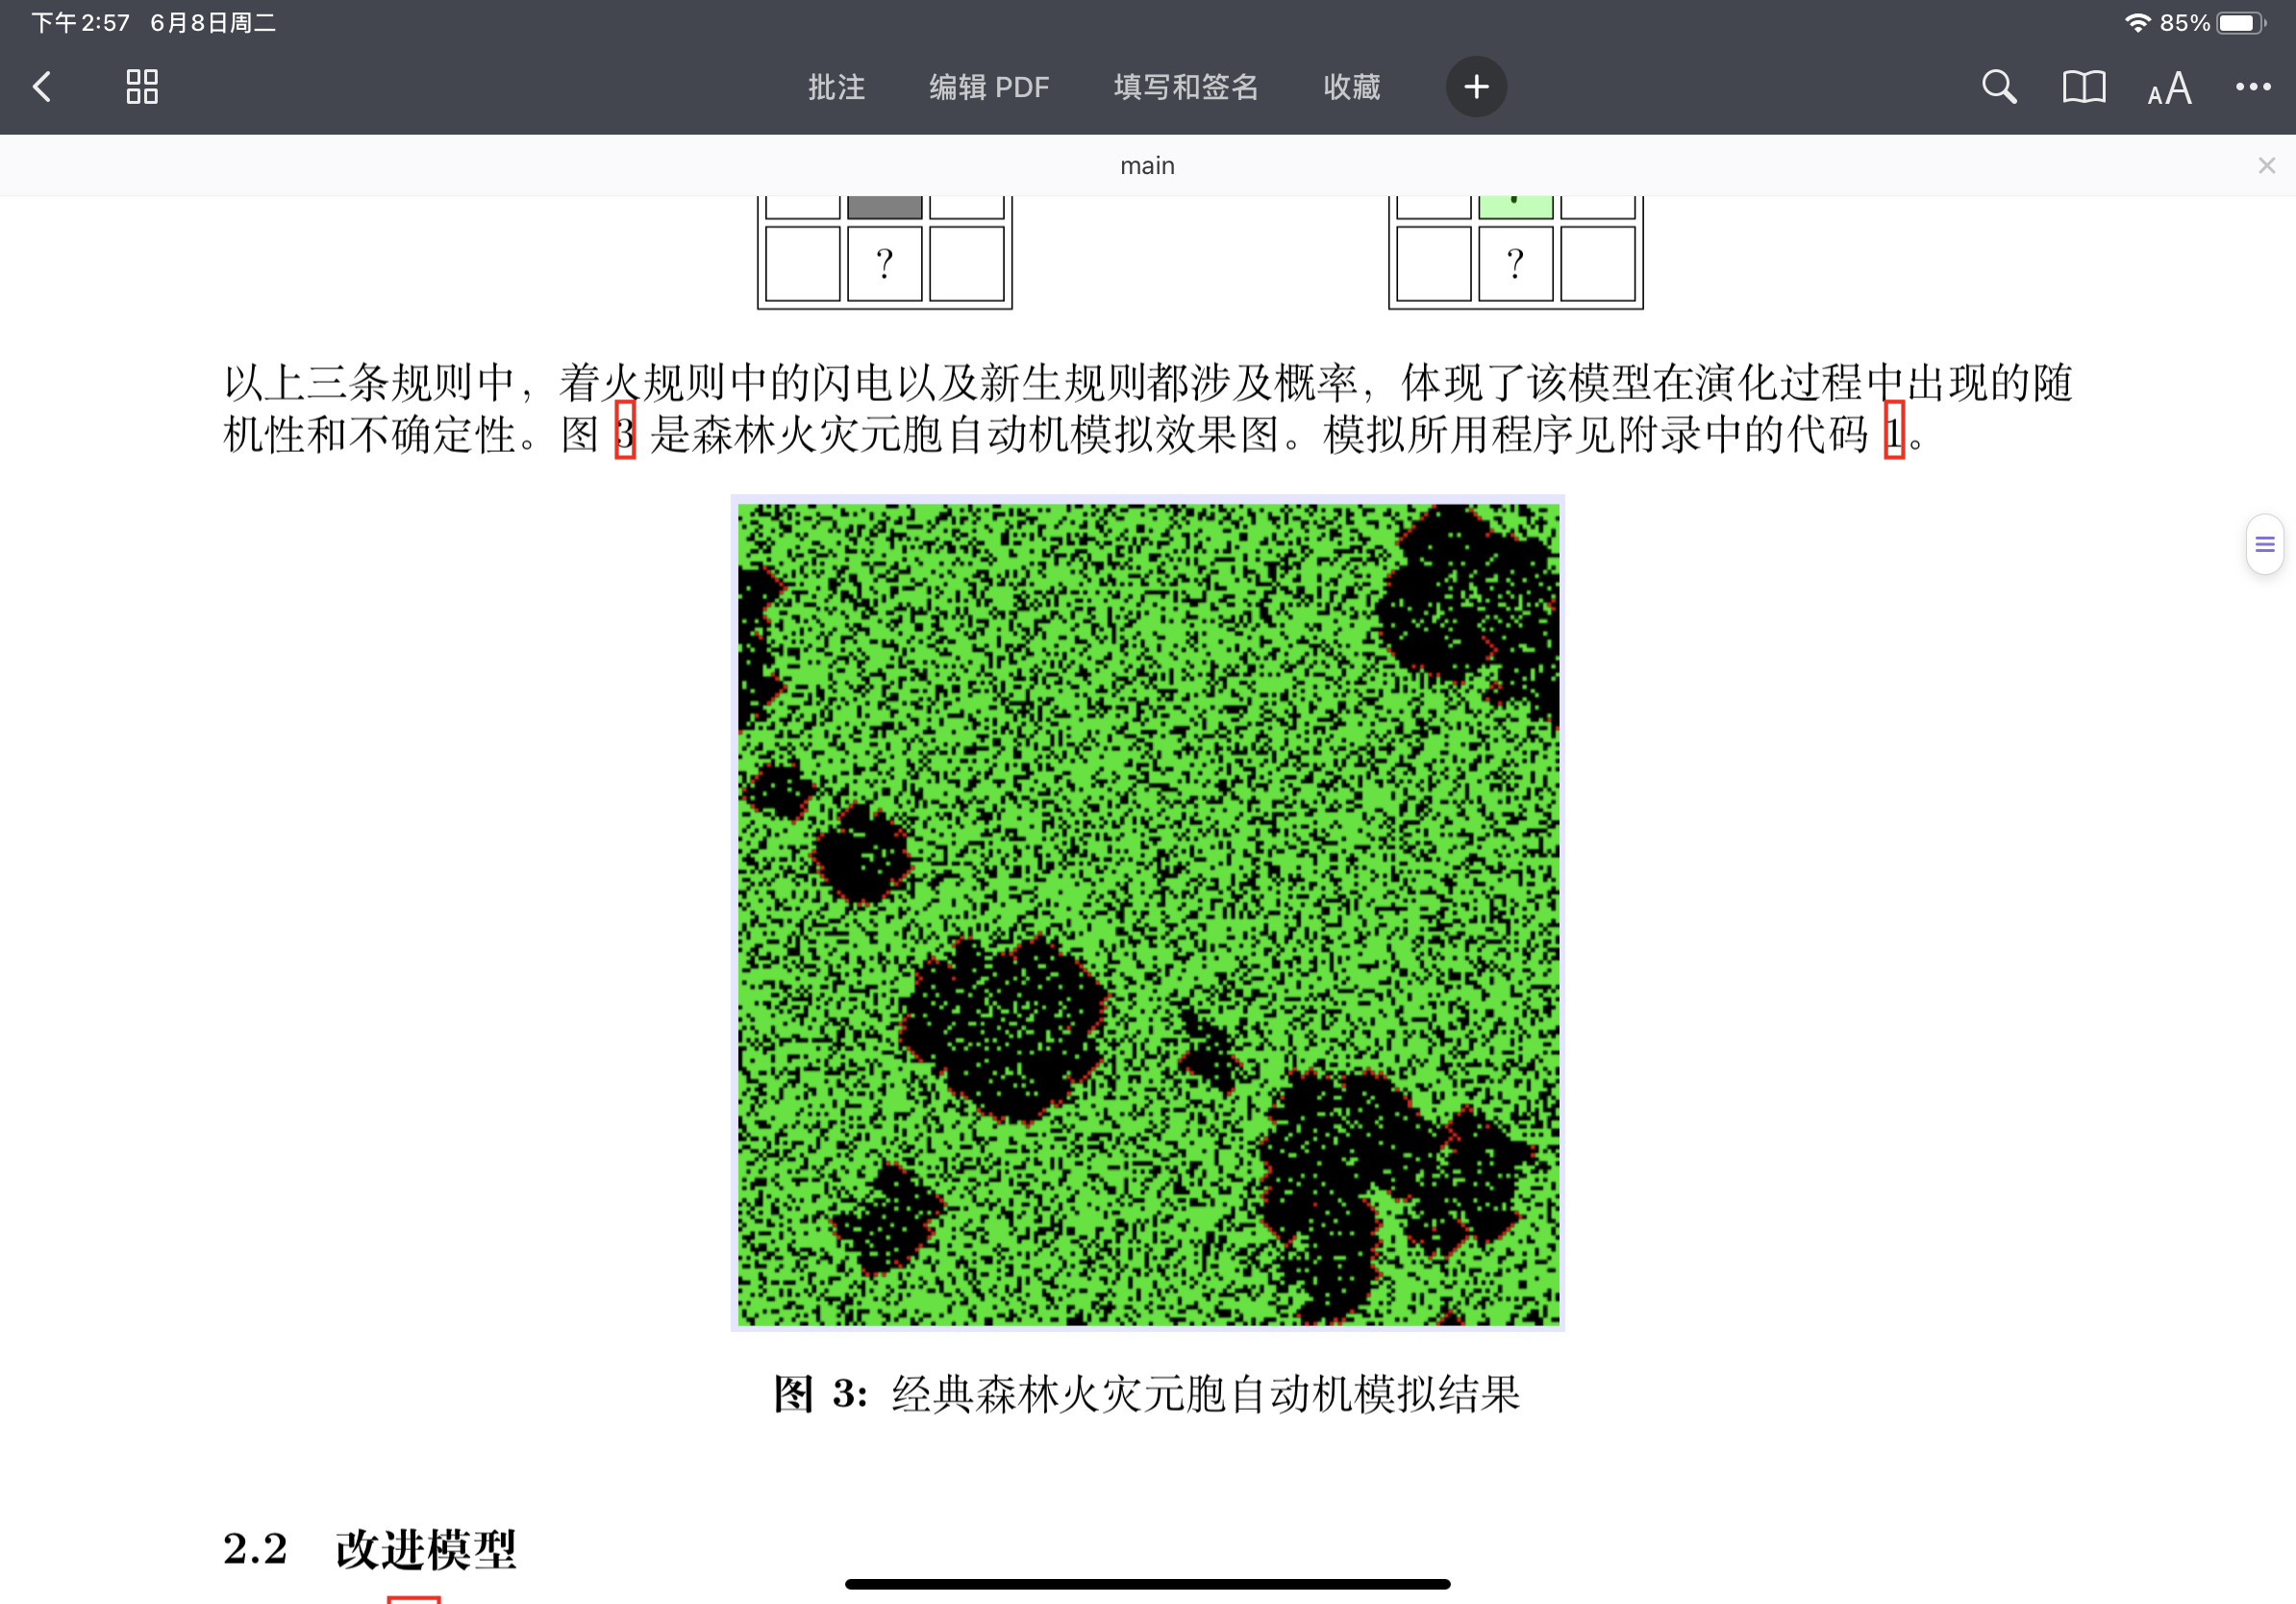 下午2:57 6月8日周二 85%
批注 编辑 PDF 填写和签名 收藏
AA
main
? ?
以上三条规则中，着火规则中的闪电以及新生规则都涉及概率，体现了该模型在演化过程中出现的随
机性和不确定性。图 3 是森林火灾元胞自动机模拟效果图。模拟所用程序见附录中的代码 1。
图 3: 经典森林火灾元胞自动机模拟结果
2.2 改进模型